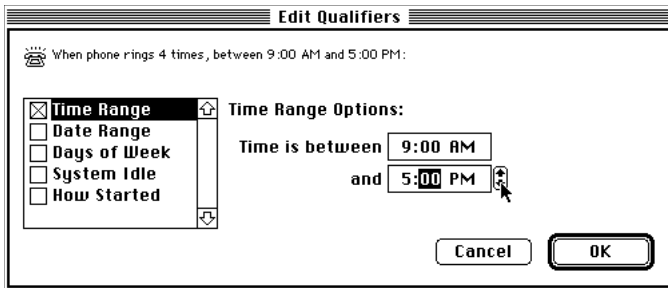 Edit Qualifiers
When phone rings 4 times, between 9:00 AM and 5:00 PM:
Time Range
Date Range
Days of Week
System Idle
How Started
Time Range Options:
Time is between 9:00 AM
and 5:00 PM
Cancel OK